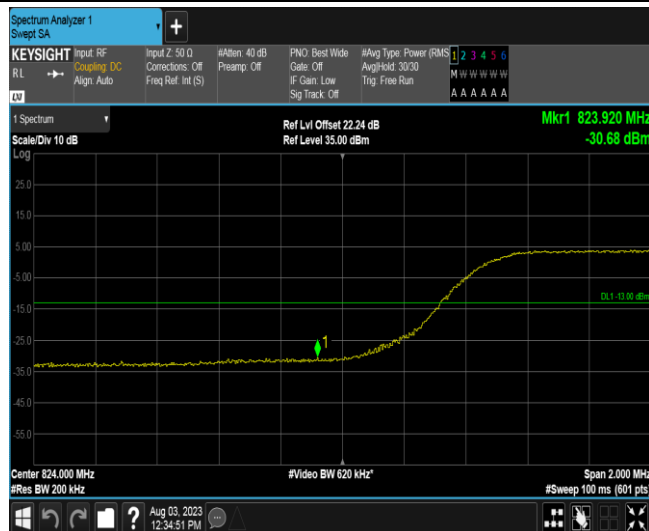 Spectrum Analyzer 1
Swept SA
KEYSIGHT
RL
Input: RF
Coupling: DC
Align: Auto
Input Z: 50 Ω
Corrections: Off
Freq Ref: Int (S)
#Atten: 40 dB
Preamp: Off
PNO: Best Wide
Gate: Off
IF Gain: Low
Sig Track: Off
#Avg Type: Power (RMS
Avg|Hold: 30/30
Trig: Free Run
1 2 3 4 5 6
M W W W W W
A A A A A A
LXI
1 Spectrum
Scale/Div 10 dB
Ref Lvl Offset 22.24 dB
Ref Level 35.00 dBm
Mkr1 823.920 MHz
-30.68 dBm
Log
25.0
15.0
5.00
-5.00
DL1 -13.00 dBm
-15.0
-25.0
1
-35.0
-45.0
-55.0
Center 824.000 MHz
#Video BW 620 kHz*
Span 2.000 MHz
#Res BW 200 kHz
#Sweep 100 ms (601 pts)
?
Aug 03, 2023
12:34:51 PM